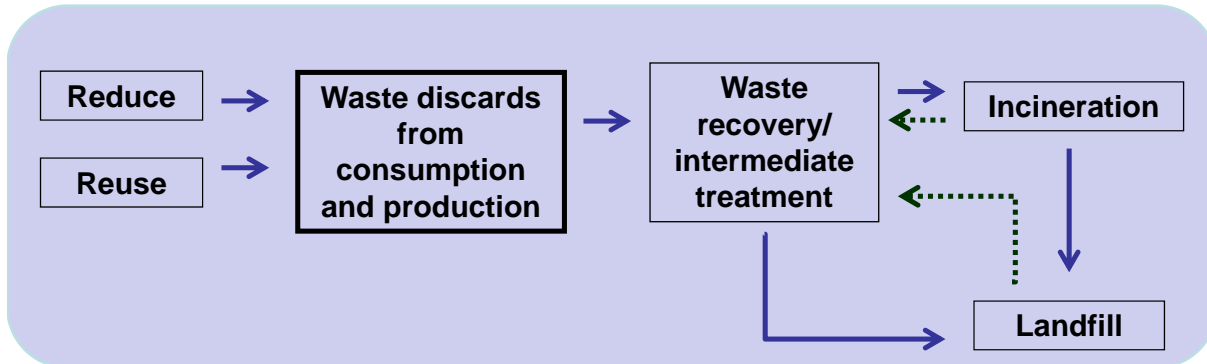 Reduce
Reuse
Waste discards
from
consumption
and production
Waste
recovery/
intermediate
treatment
Incineration
Landfill